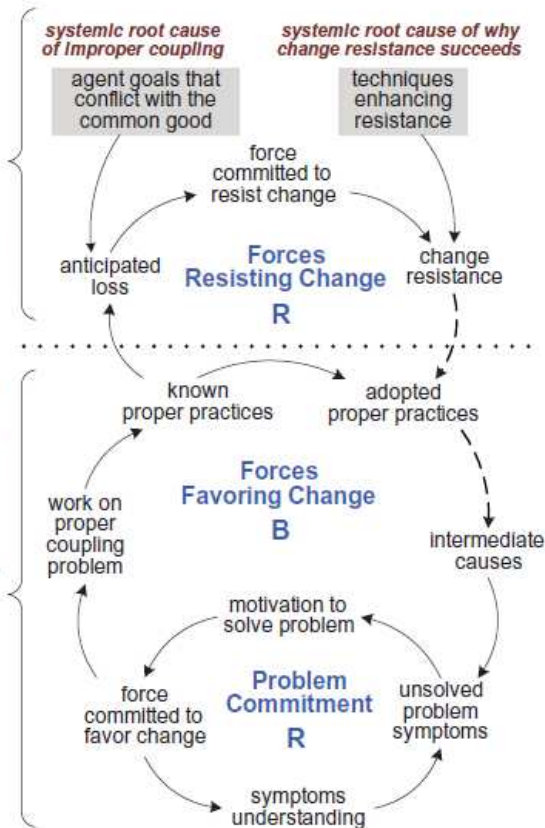 systemic root cause
of improper coupling
systemic root cause of why
change resistance succeeds
agent goals that
conflict with the
common good
techniques
enhancing
resistance
force
committed to
resist change
anticipated
loss
Forces
Resisting Change
R
change
resistance
known
proper practices
adopted
proper practices
Forces
Favoring Change
B
work on
proper
coupling
problem
intermediate
causes
motivation to
solve problem
force
committed to
favor change
Problem
Commitment
R
unsolved
problem
symptoms
symptoms
understanding